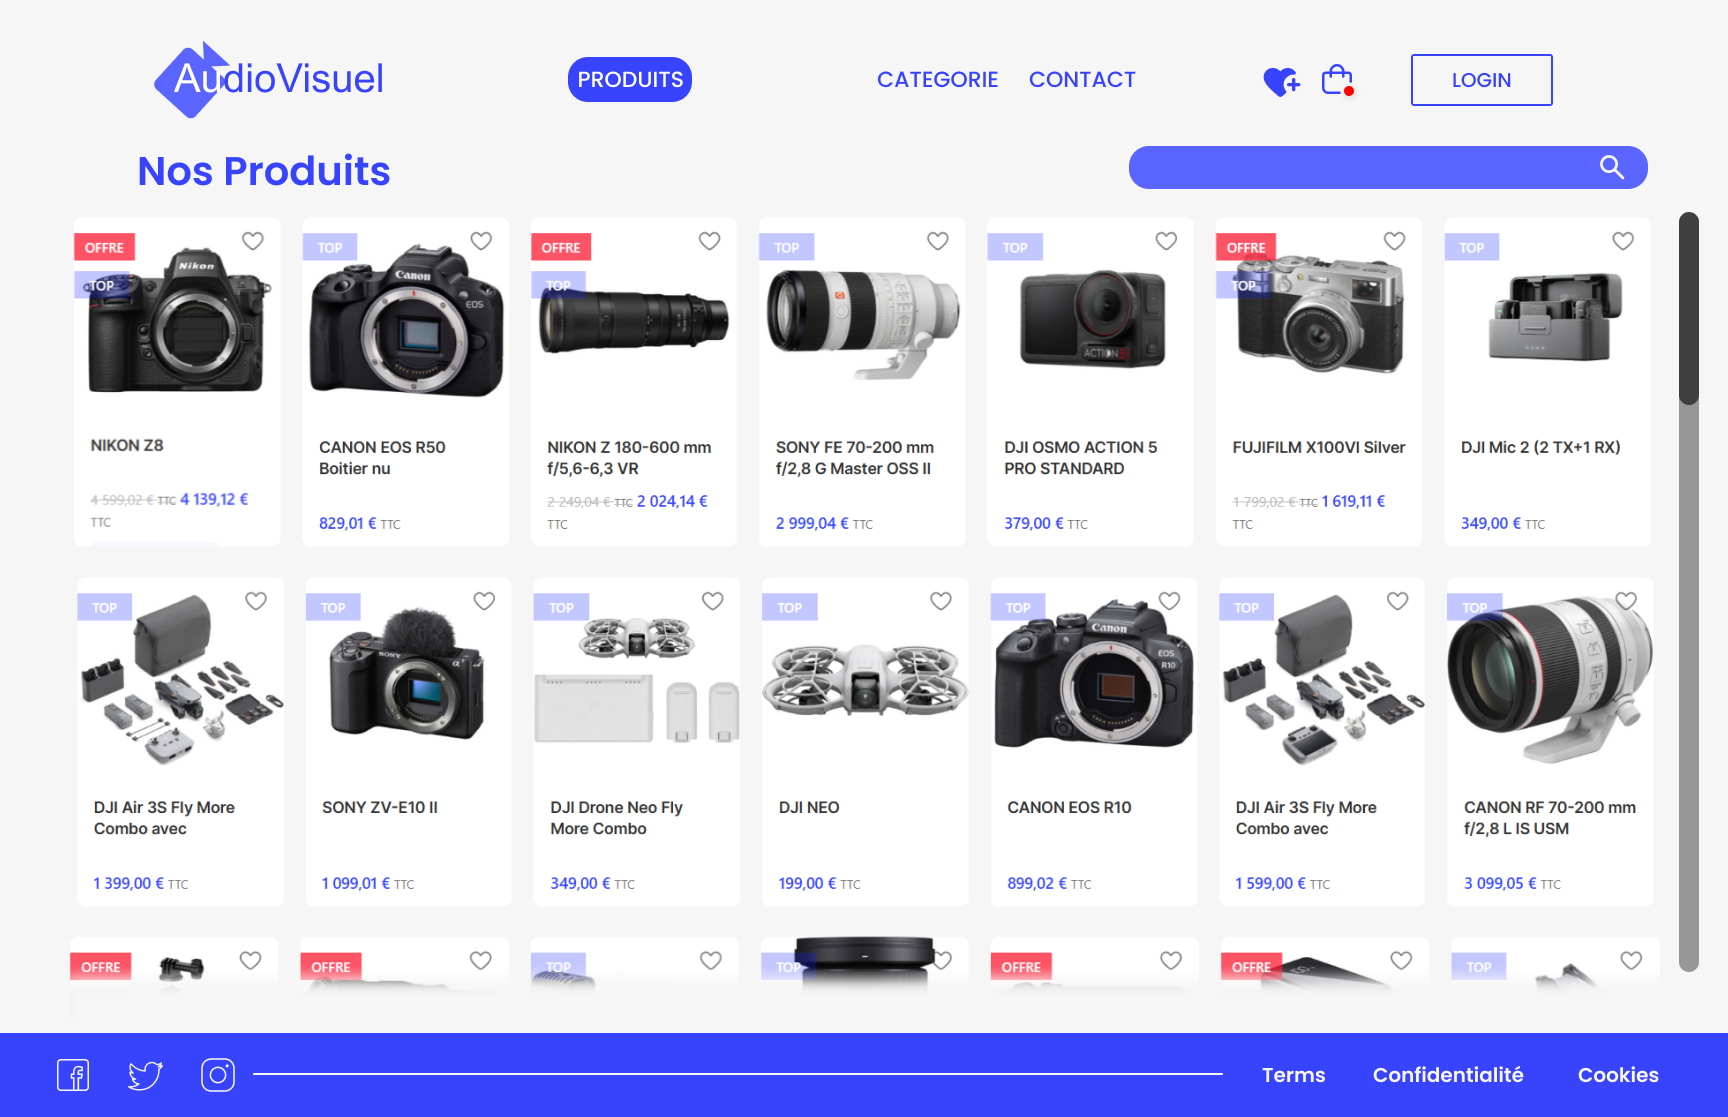 AudioVisuel
PRODUITS
CATEGORIE
CONTACT
LOGIN
Nos Produits
OFFRE
TOP
Nikon
NIKON Z8
4 599,02 € TTC 4 139,12 €
TTC
TOP
Canon
EOS
CANON EOS R50
Boitier nu
829,01 € TTC
OFFRE
TOP
NIKON Z 180-600 mm
f/5,6-6,3 VR
2 249,04 € TTC 2 024,14 €
TTC
TOP
G
SONY FE 70-200 mm
f/2,8 G Master OSS II
2 999,04 € TTC
TOP
ACTION
DJI OSMO ACTION 5
PRO STANDARD
379,00 € TTC
OFFRE
TOP
FUJIFILM X100VI Silver
1 799,02 € TTC 1 619,11 €
TTC
TOP
DJI Mic 2 (2 TX+1 RX)
349,00 € TTC
TOP
DJI Air 3S Fly More
Combo avec
1 399,00 € TTC
TOP
SONY
α
SONY ZV-E10 II
1 099,01 € TTC
TOP
DJI Drone Neo Fly
More Combo
349,00 € TTC
TOP
DJI NEO
199,00 € TTC
TOP
Canon
EOS
R10
CANON EOS R10
899,02 € TTC
TOP
DJI Air 3S Fly More
Combo avec
1 599,00 € TTC
TOP
CANON RF 70-200 mm
f/2,8 L IS USM
3 099,05 € TTC
OFFRE
OFFRE
TOP
TOP
OFFRE
OFFRE
TOP
Terms
Confidentialité
Cookies